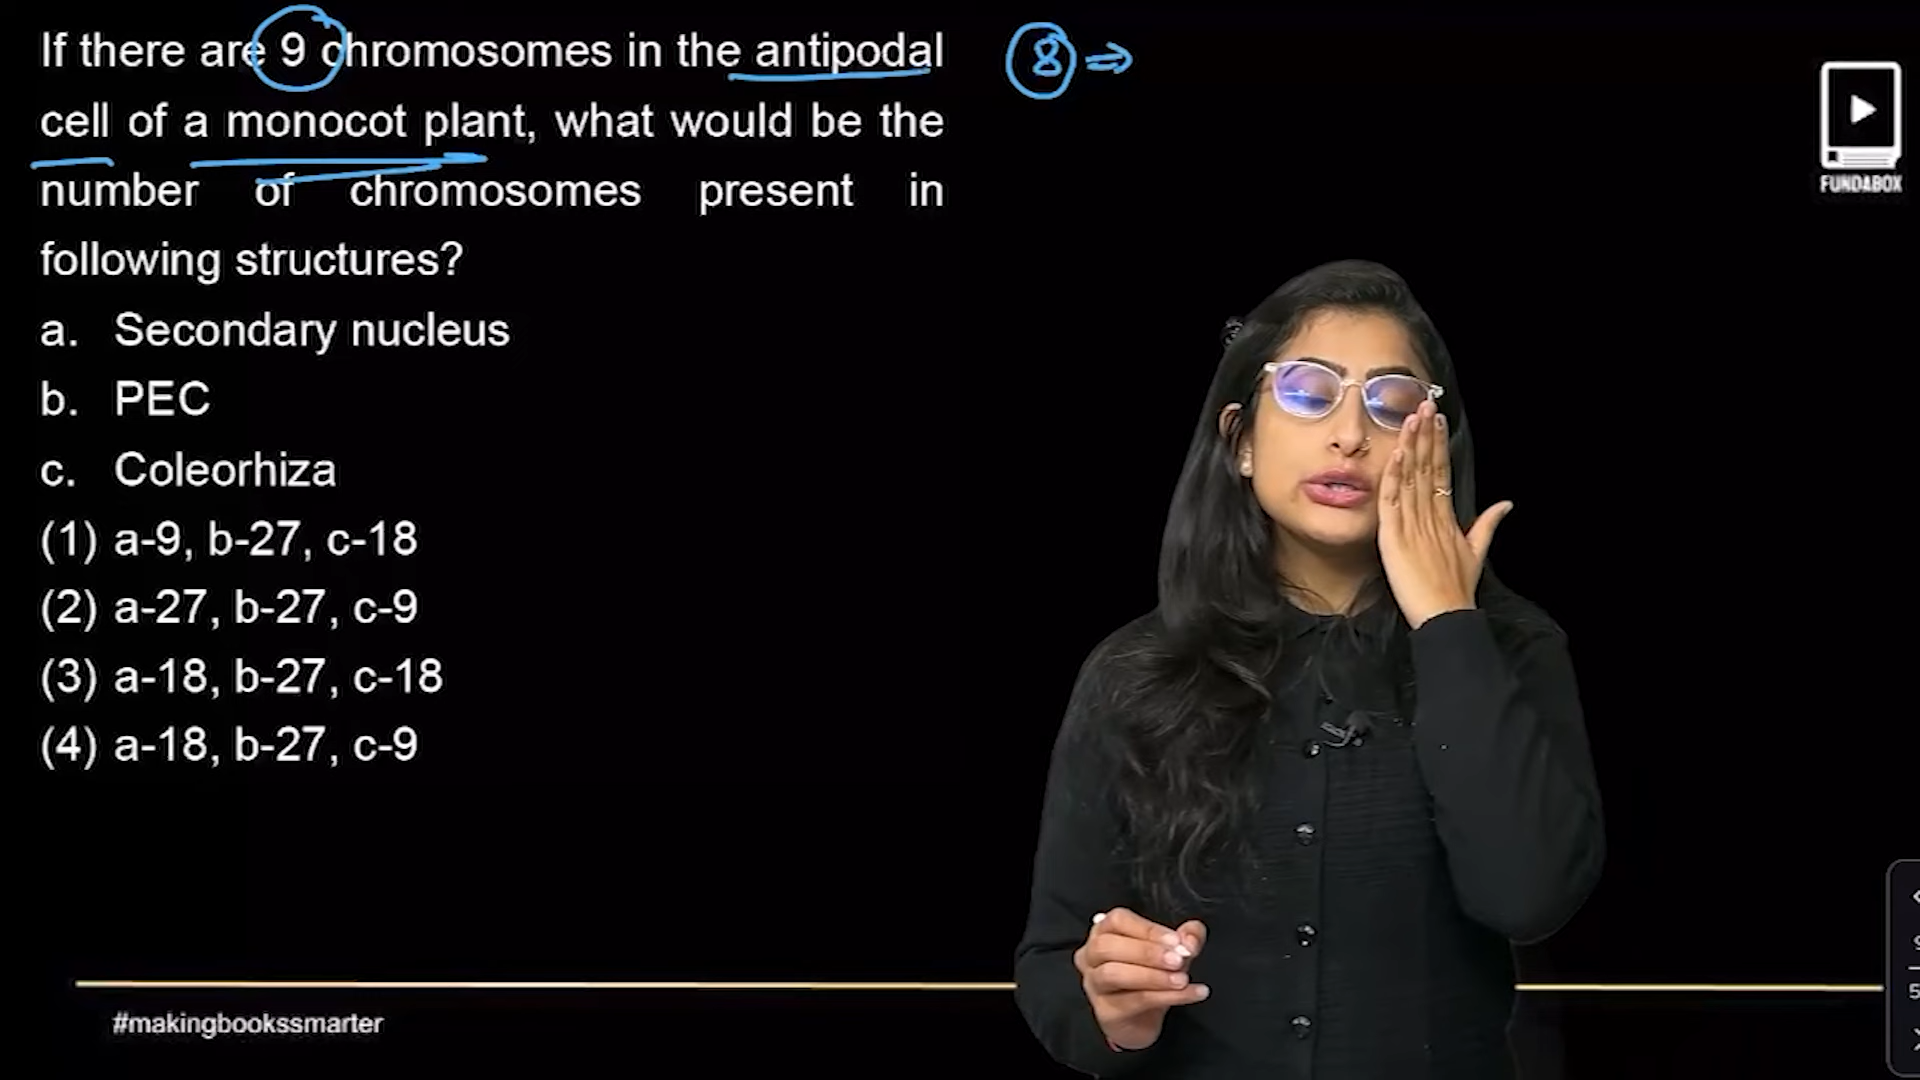 If there are 9 chromosomes in the antipodal
cell of a monocot plant, what would be the
number of chromosomes present in
following structures?
a. Secondary nucleus
b. PEC
c. Coleorhiza
(1) a-9, b-27, c-18
(2) a-27, b-27, c-9
(3) a-18, b-27, c-18
(4) a-18, b-27, c-9
8 ⇒
FUNDABOX
#makingbookssmarter